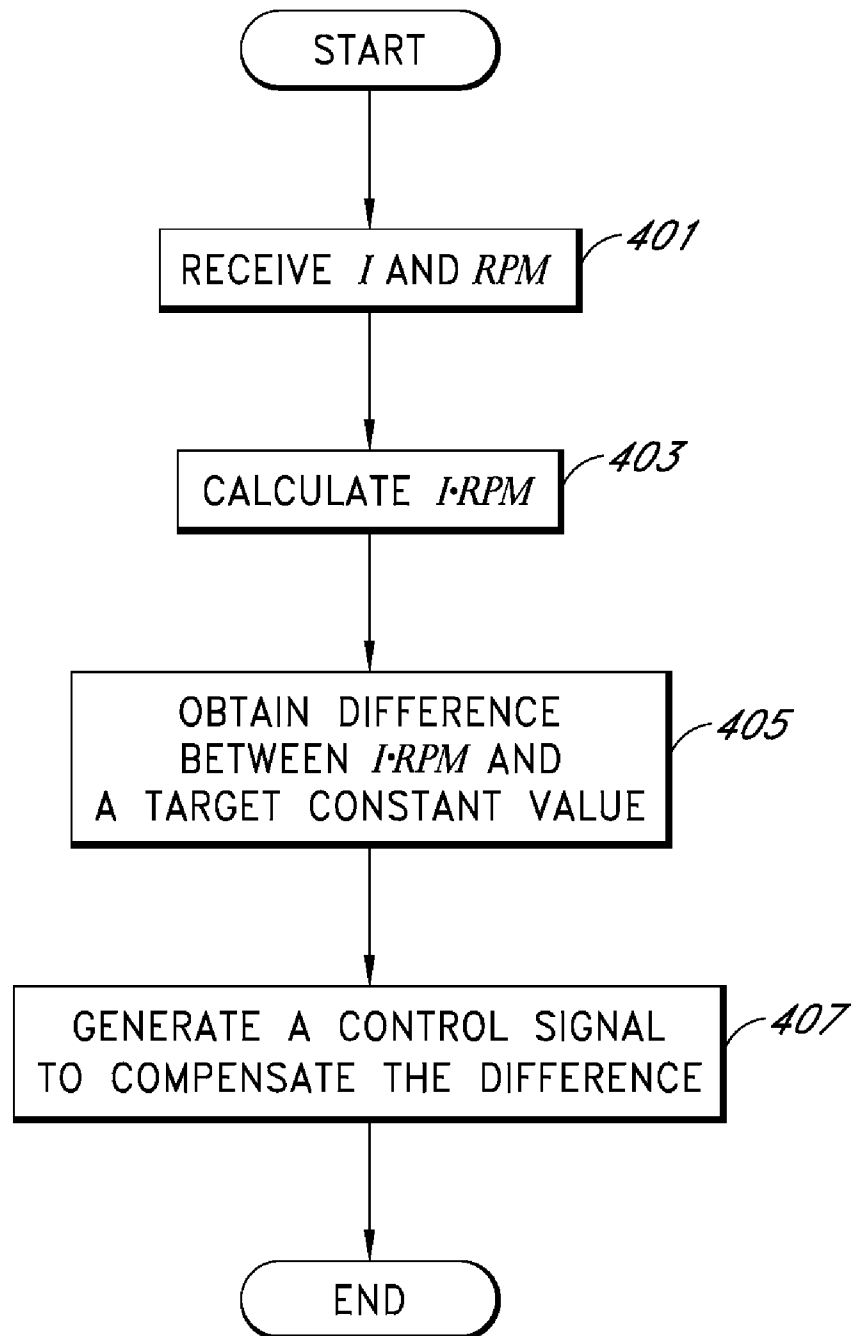 START
RECEIVE I AND RPM
401
CALCULATE I•RPM
403
OBTAIN DIFFERENCE
BETWEEN I•RPM AND
A TARGET CONSTANT VALUE
405
GENERATE A CONTROL SIGNAL
TO COMPENSATE THE DIFFERENCE
407
END